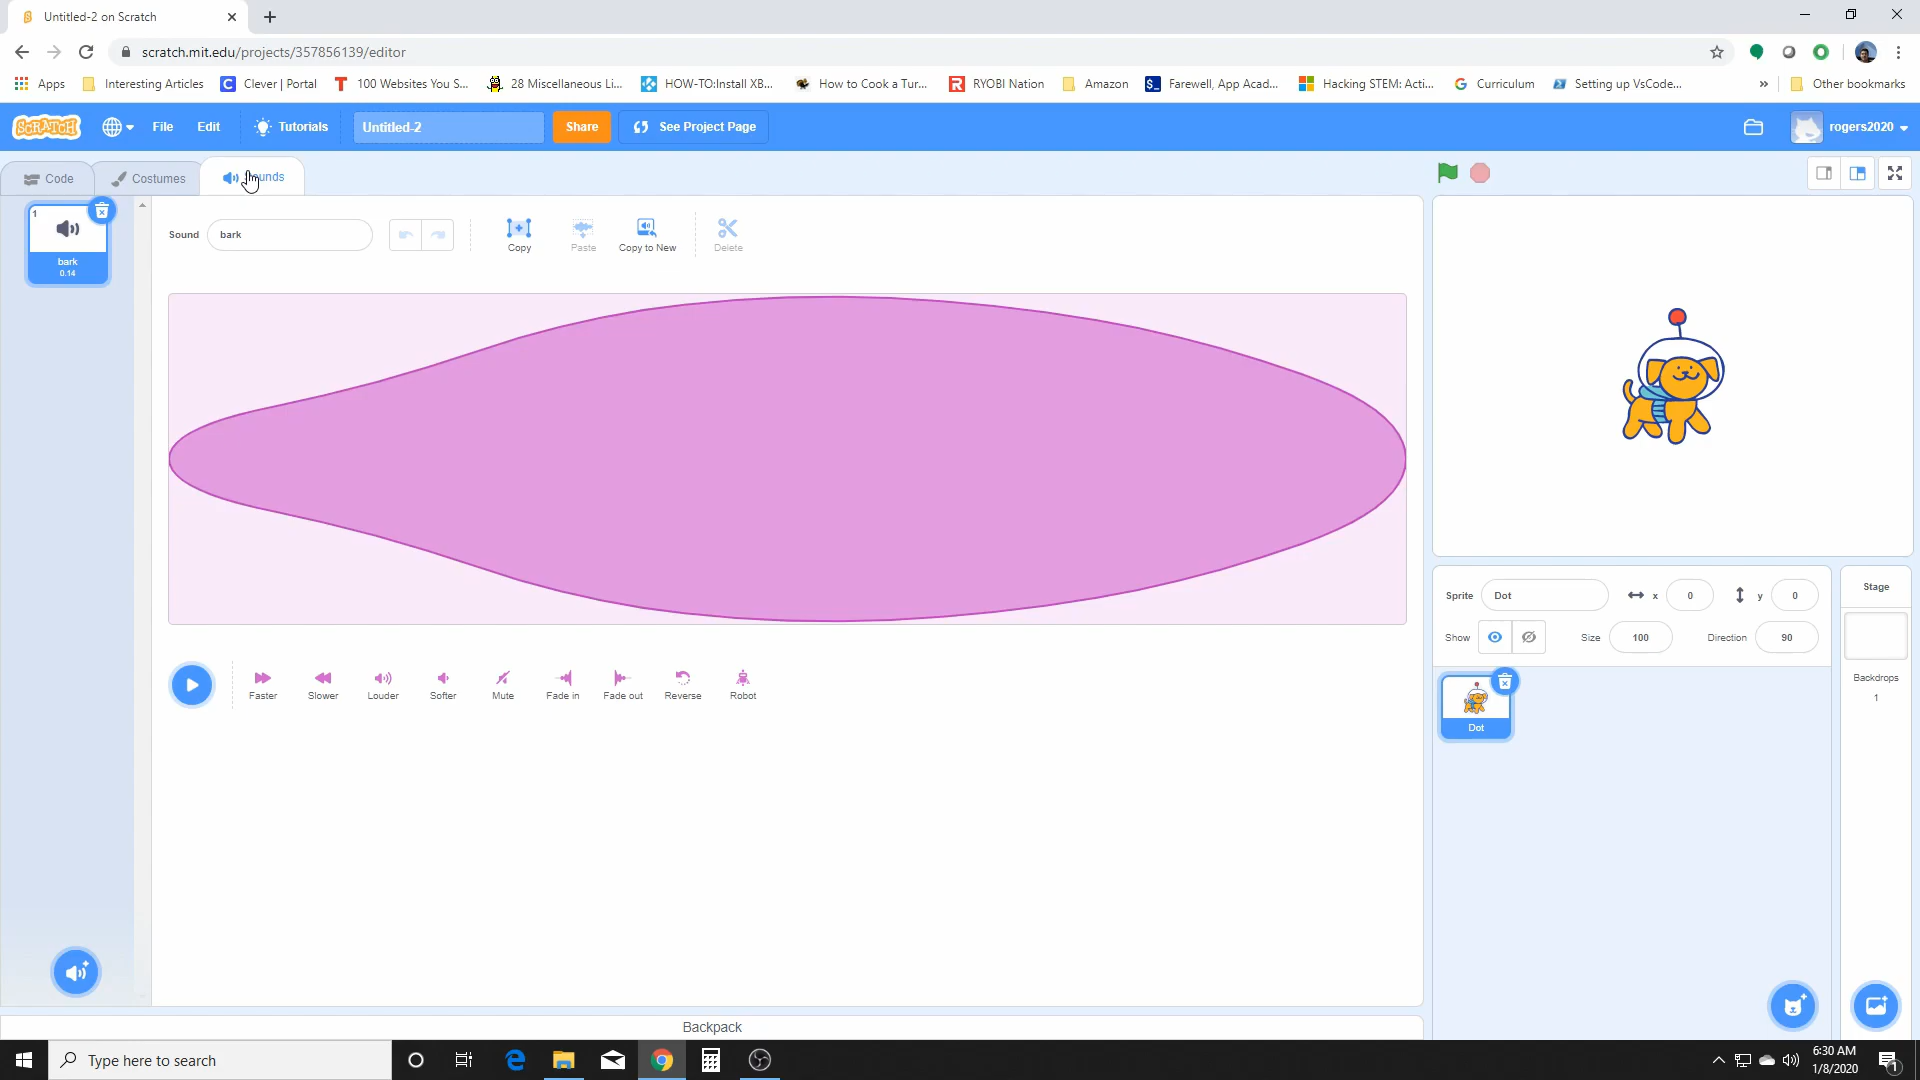 Untitled-2 on Scratch
scratch.mit.edu/projects/357856139/editor
Apps Interesting Articles Clever | Portal 100 Websites You S... 28 Miscellaneous Li... HOW-TO:Install XB... How to Cook a Tur... RYOBI Nation Amazon Farewell, App Acad... Hacking STEM: Acti... Curriculum Setting up VsCode... » Other bookmarks
SCRATCH File Edit Tutorials Untitled-2 Share See Project Page rogers2020
Code Costumes
1
bark
0.14
Sound bark
Copy Paste Copy to New Delete
Faster Slower Louder Softer Mute Fade in Fade out Reverse Robot
Sprite Dot x 0 y 0
Show Size 100 Direction 90
Dot
Stage
Backdrops
1
Backpack
Type here to search
6:30 AM
1/8/2020
1